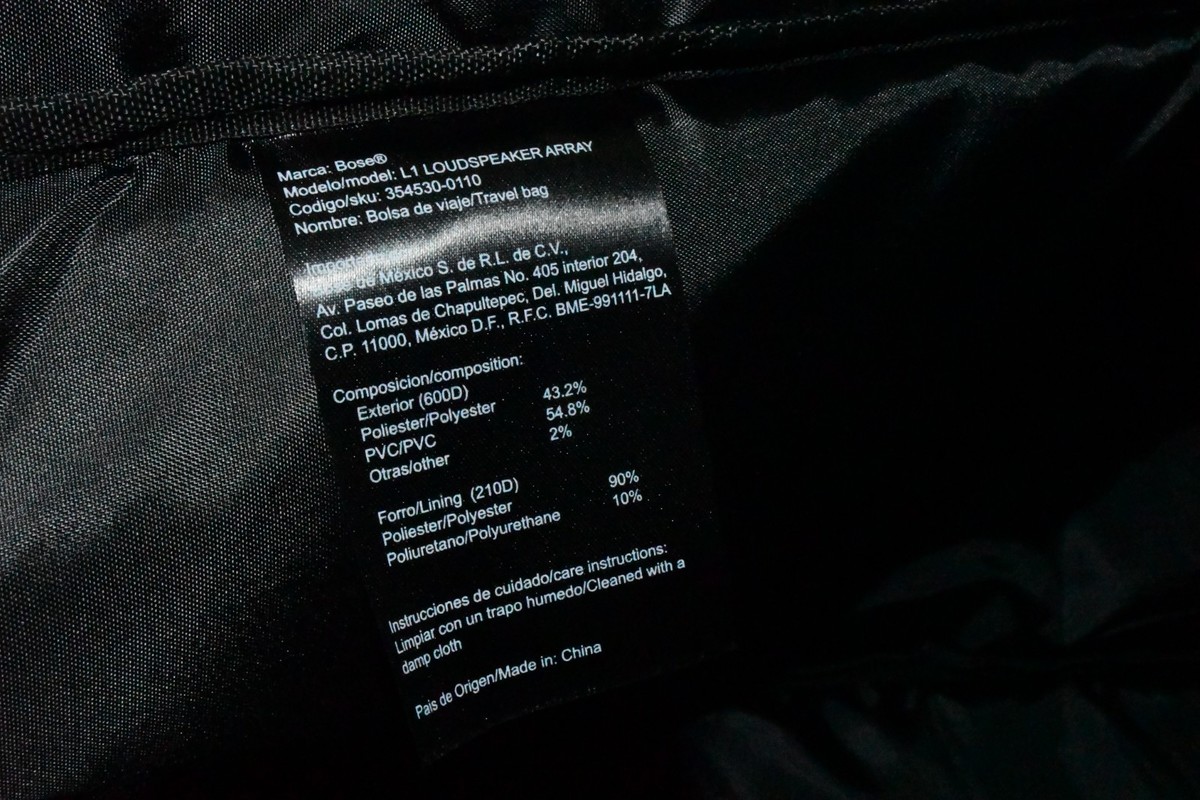 Marca: Bose®
Modelo/model: L1 LOUDSPEAKER ARRAY
Codigo/sku: 354530-0110
Nombre: Bolsa de viaje/Travel bag
de México S. de R.L. de C.V.,
Av. Paseo de las Palmas No. 405 interior 204,
Col. Lomas de Chapultepec, Del. Miguel Hidalgo,
C.P. 11000, México D.F., R.F.C. BME-991111-7LA
Composicion/composition:
Exterior (600D)
Poliester/Polyester 43.2%
PVC/PVC 54.8%
Otras/other 2%
Forro/Lining (210D)
Poliester/Polyester 90%
Poliuretano/Polyurethane 10%
Instrucciones de cuidado/care instructions:
Limpiar con un trapo humedo/Cleaned with a
damp cloth
Pais de Origen/Made in: China